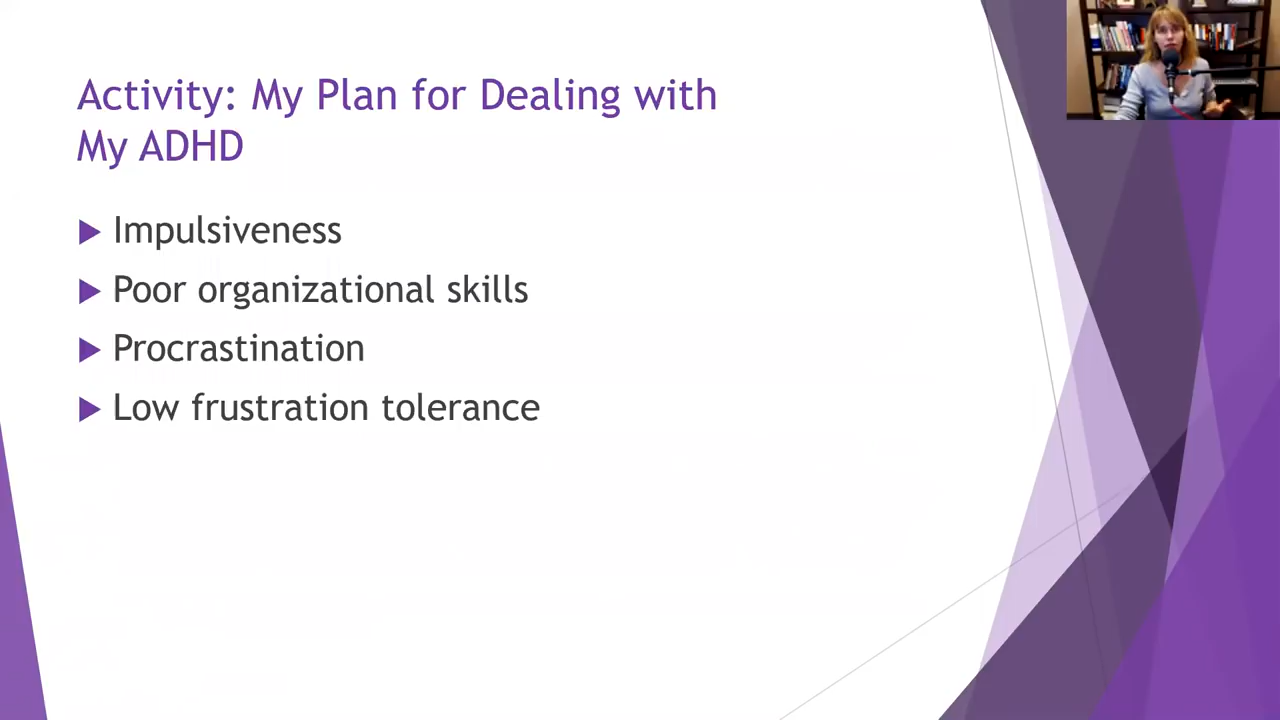 Activity: My Plan for Dealing with
My ADHD
Impulsiveness
Poor organizational skills
Procrastination
Low frustration tolerance